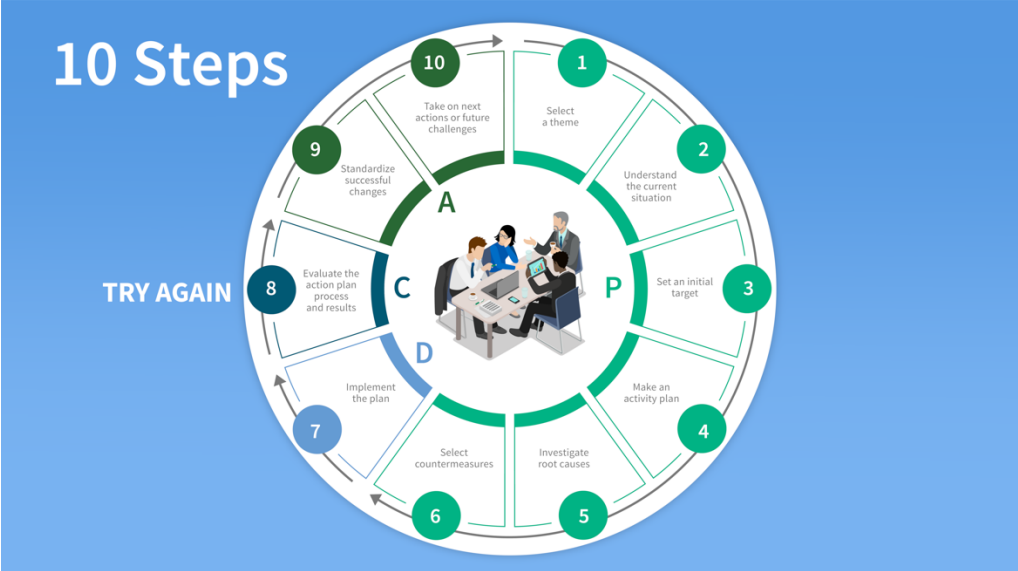 10 Steps
1
Select
a theme
2
Understand
the current
situation
3
Set an initial
target
4
Make an
activity plan
5
Investigate
root causes
6
Select
countermeasures
7
Implement
the plan
TRY AGAIN
8
Evaluate the
action plan
process
and results
9
Standardize
successful
changes
10
Take on next
actions or future
challenges
P
D
C
A